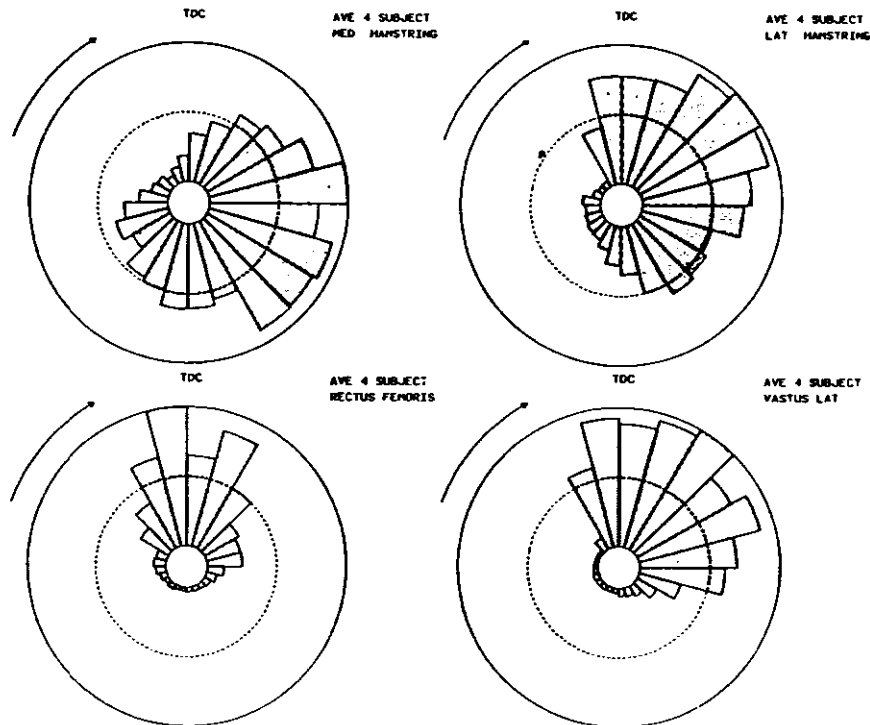 TDC
AVE 4 SUBJECT
MED HAMSTRING
TDC
AVE 4 SUBJECT
LAT HAMSTRING
TDC
AVE 4 SUBJECT
RECTUS FEMORIS
TDC
AVE 4 SUBJECT
VASTUS LAT